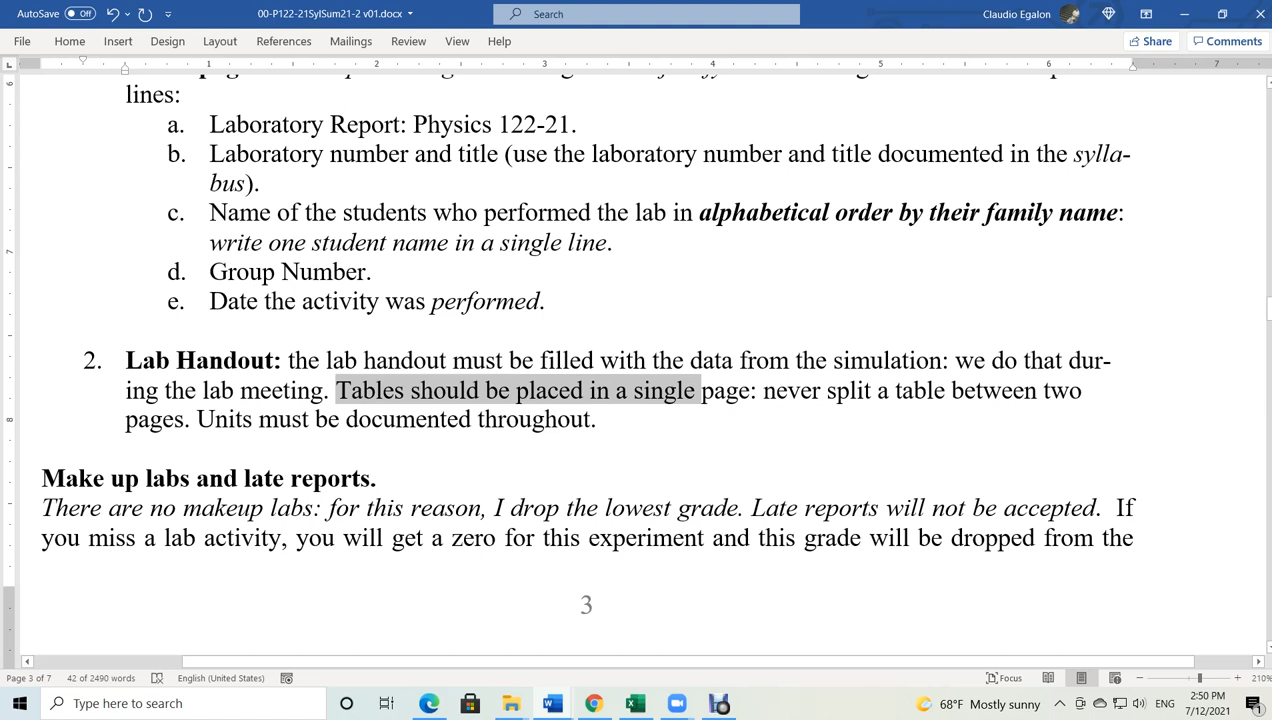 AutoSave Off 00-P122-21SylSum21-2 v01.docx Search Claudio Egalon
File Home Insert Design Layout References Mailings Review View Help Share Comments
1 2 3 4 5 6 7
lines:
a. Laboratory Report: Physics 122-21.
b. Laboratory number and title (use the laboratory number and title documented in the sylla-
bus).
c. Name of the students who performed the lab in alphabetical order by their family name:
write one student name in a single line.
d. Group Number.
e. Date the activity was performed.
2. Lab Handout: the lab handout must be filled with the data from the simulation: we do that dur-
ing the lab meeting. Tables should be placed in a single page: never split a table between two
pages. Units must be documented throughout.
Make up labs and late reports.
There are no makeup labs: for this reason, I drop the lowest grade. Late reports will not be accepted. If
you miss a lab activity, you will get a zero for this experiment and this grade will be dropped from the
3
Page 3 of 7 42 of 2490 words English (United States) Focus 210%
Type here to search 68°F Mostly sunny ENG 2:50 PM
7/12/2021